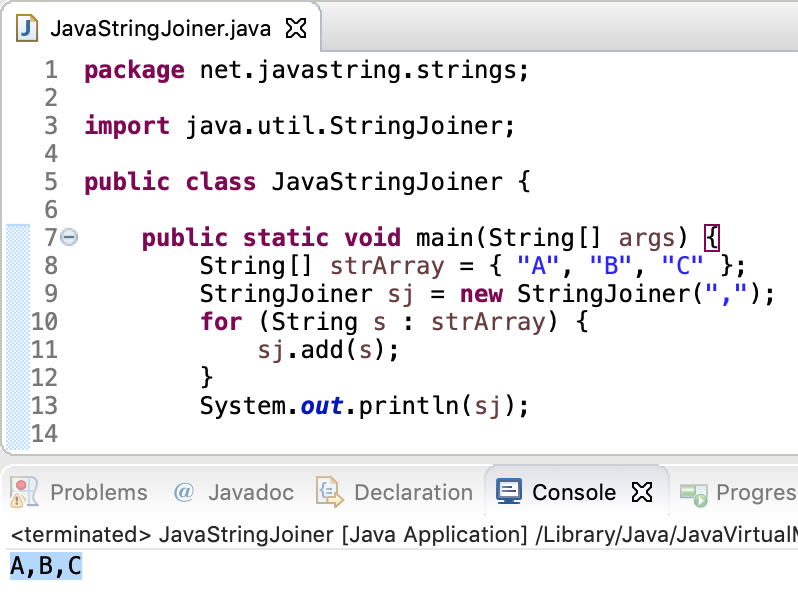 JavaStringJoiner.java
1 package net.javastring.strings;
2
3 import java.util.StringJoiner;
4
5 public class JavaStringJoiner {
6
7 public static void main(String[] args) {
8 String[] strArray = { "A", "B", "C" };
9 StringJoiner sj = new StringJoiner(",");
10 for (String s : strArray) {
11 sj.add(s);
12 }
13 System.out.println(sj);
14
Problems @ Javadoc Declaration Console Progres
<terminated> JavaStringJoiner [Java Application] /Library/Java/JavaVirtualM
A,B,C